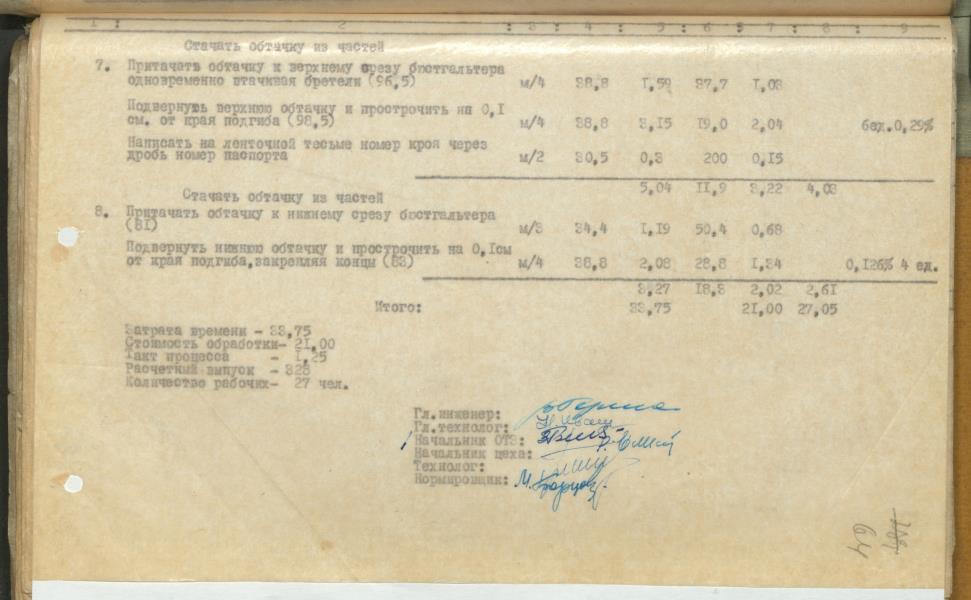 1 : 2 : 3 : 4 : 5 : 6 : 7 : 8 : 9
Стачать обтачку из частей
7. Притачать обтачку к верхнему срезу бюстгальтера
одновременно втачивая бретели (96,5) м/4 38,8 1,59 37,7 1,03
Подвернуть верхнюю обтачку и прострочить нп 0,1
см. от края подгиба (98,5) м/4 38,8 3,15 19,0 2,04 6ед.0,29%
Написать на ленточной тесьме номер кроя через
дробь номер паспорта м/2 30,5 0,3 200 0,15
5,04 11,9 3,22 4,03
Стачать обтачку из частей
8. Притачать обтачку к нижнему срезу бюстгальтера
(81) м/3 34,4 1,19 50,4 0,68
Подвернуть нижнюю обтачку и прострочить на 0,1см
от края подгиба,закрепляя концы (83) м/4 38,8 2,08 28,8 1,34 0,126% 4 ед.
3,27 18,3 2,02 2,61
Итого: 33,75 21,00 27,05
Затрата времени - 33,75
Стоимость обработки- 21,00
Такт процесса - 1,25
Расчетный выпуск - 328
Количество рабочих- 27 чел.
Гл.инженер:
Гл.технолог:
Начальник ОТЗ:
Начальник цеха:
Технолог:
Нормировщик:
64